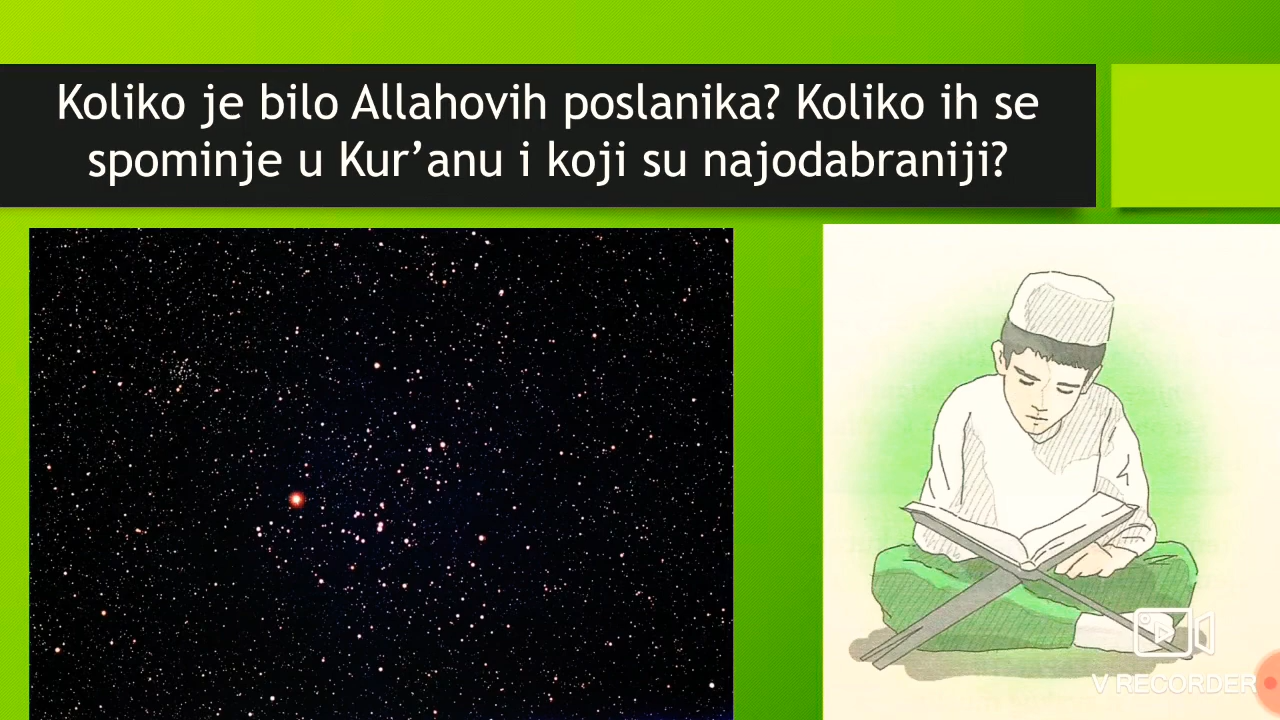 Koliko je bilo Allahovih poslanika? Koliko ih se
spominje u Kur’anu i koji su najodabraniji?
V RECORDER